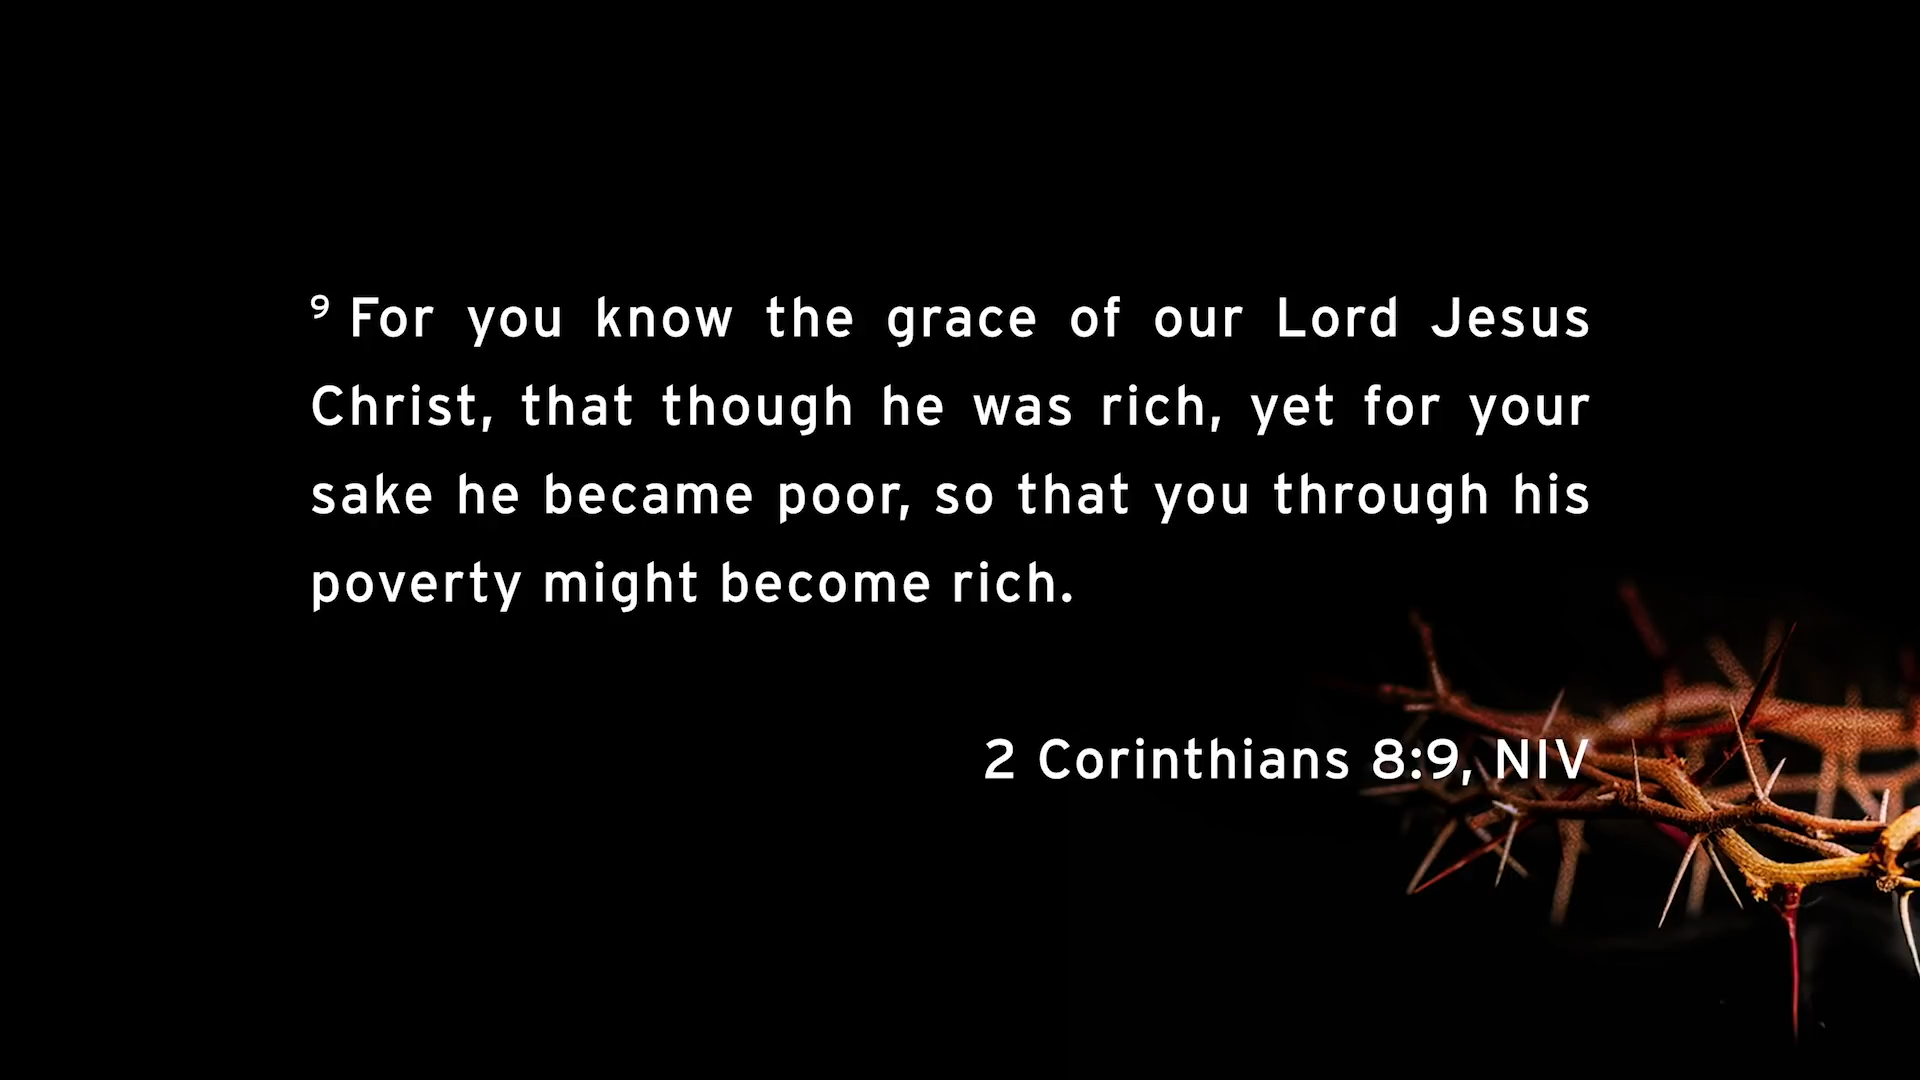 ⁹ For you know the grace of our Lord Jesus
Christ, that though he was rich, yet for your
sake he became poor, so that you through his
poverty might become rich.
2 Corinthians 8:9, NIV